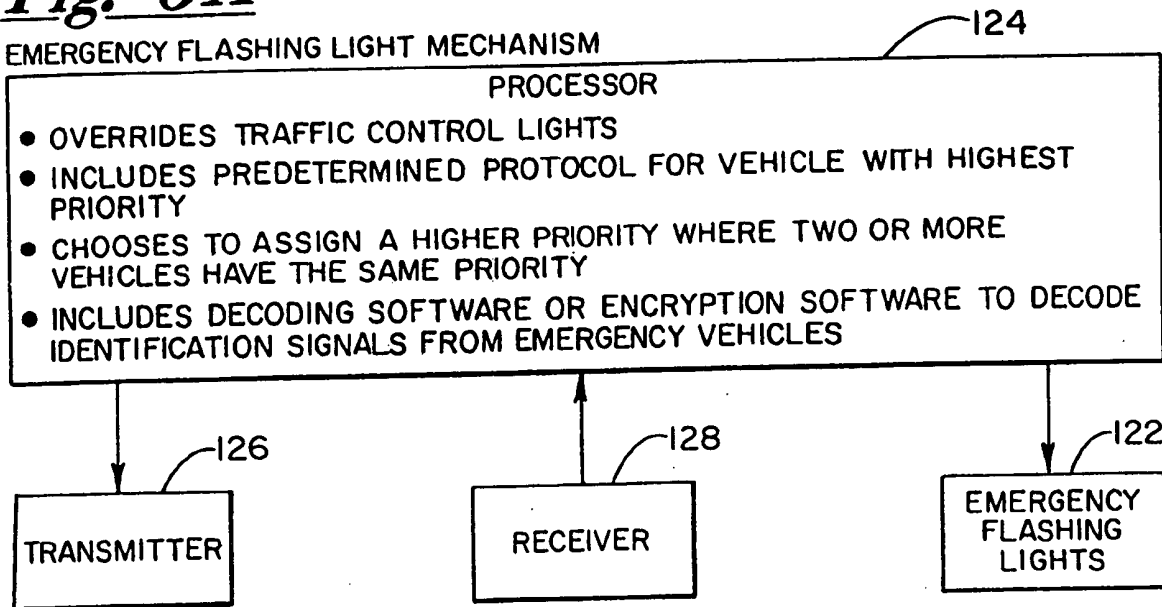 Fig.
EMERGENCY FLASHING LIGHT MECHANISM
124
PROCESSOR
• OVERRIDES TRAFFIC CONTROL LIGHTS
• INCLUDES PREDETERMINED PROTOCOL FOR VEHICLE WITH HIGHEST
PRIORITY
• CHOOSES TO ASSIGN A HIGHER PRIORITY WHERE TWO OR MORE
VEHICLES HAVE THE SAME PRIORITY
• INCLUDES DECODING SOFTWARE OR ENCRYPTION SOFTWARE TO DECODE
IDENTIFICATION SIGNALS FROM EMERGENCY VEHICLES
126
128
122
TRANSMITTER
RECEIVER
EMERGENCY
FLASHING
LIGHTS